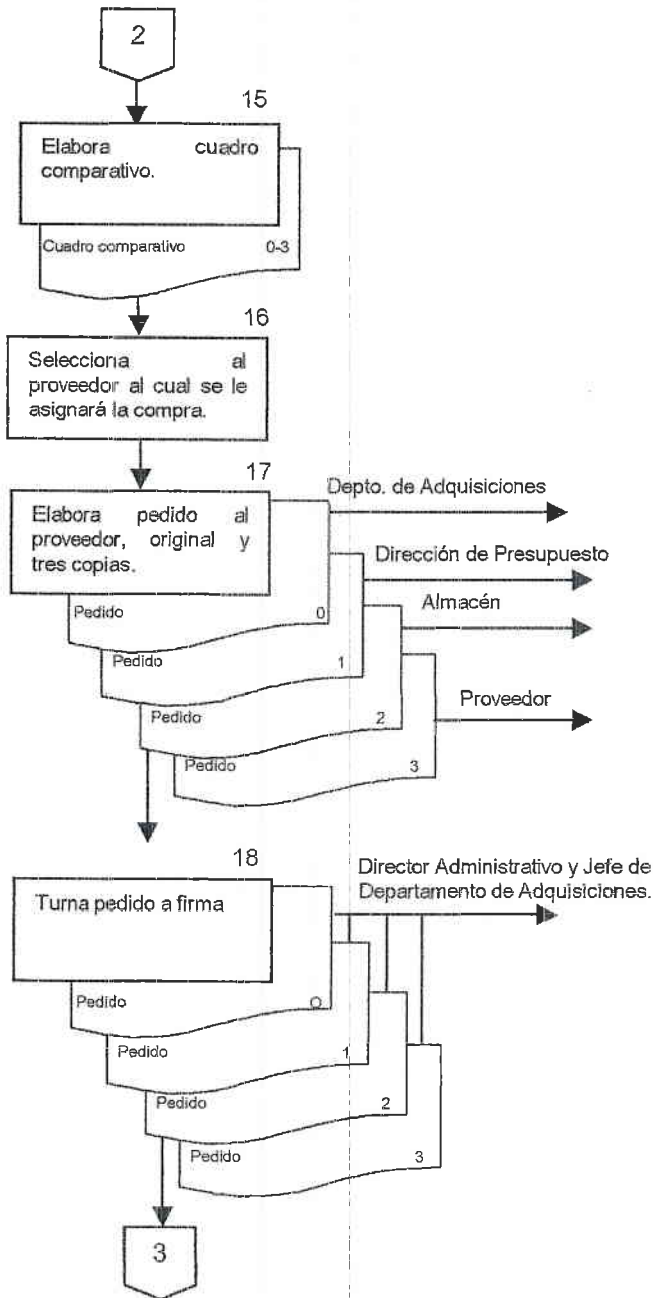 2
15
Elabora cuadro
comparativo.
Cuadro comparativo 0-3
16
Selecciona al
proveedor al cual se le
asignará la compra.
17
Elabora pedido al
proveedor, original y
tres copias.
Depto. de Adquisiciones
Dirección de Presupuesto
Almacén
Proveedor
Pedido 0
Pedido 1
Pedido 2
Pedido 3
18
Turna pedido a firma
Director Administrativo y Jefe de
Departamento de Adquisiciones.
Pedido O
Pedido 1
Pedido 2
Pedido 3
3